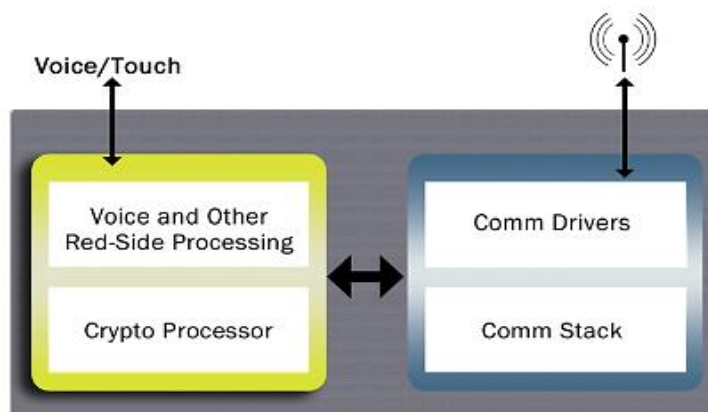 Voice/Touch
Voice and Other
Red-Side Processing
Crypto Processor
Comm Drivers
Comm Stack